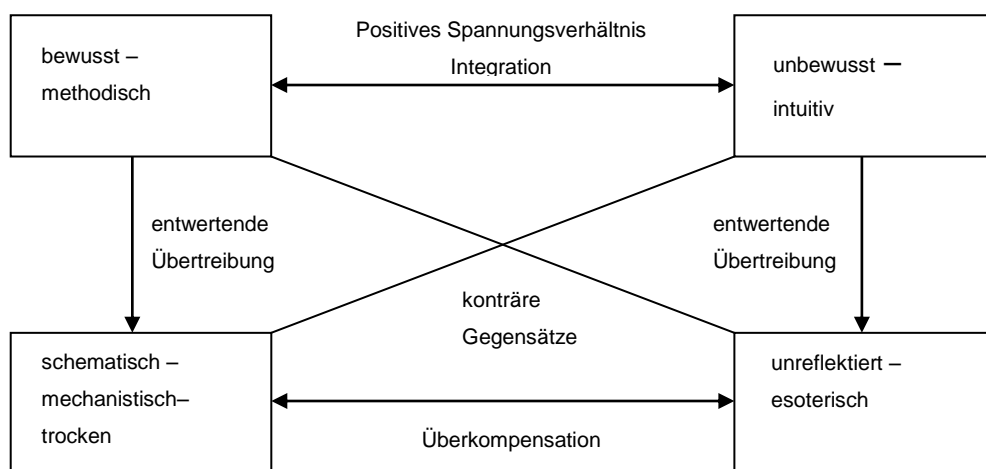 Positives Spannungsverhältnis
Integration
bewusst –
methodisch
unbewusst –
intuitiv
entwertende
Übertreibung
entwertende
Übertreibung
konträre
Gegensätze
schematisch –
mechanistisch–
trocken
unreflektiert –
esoterisch
Überkompensation